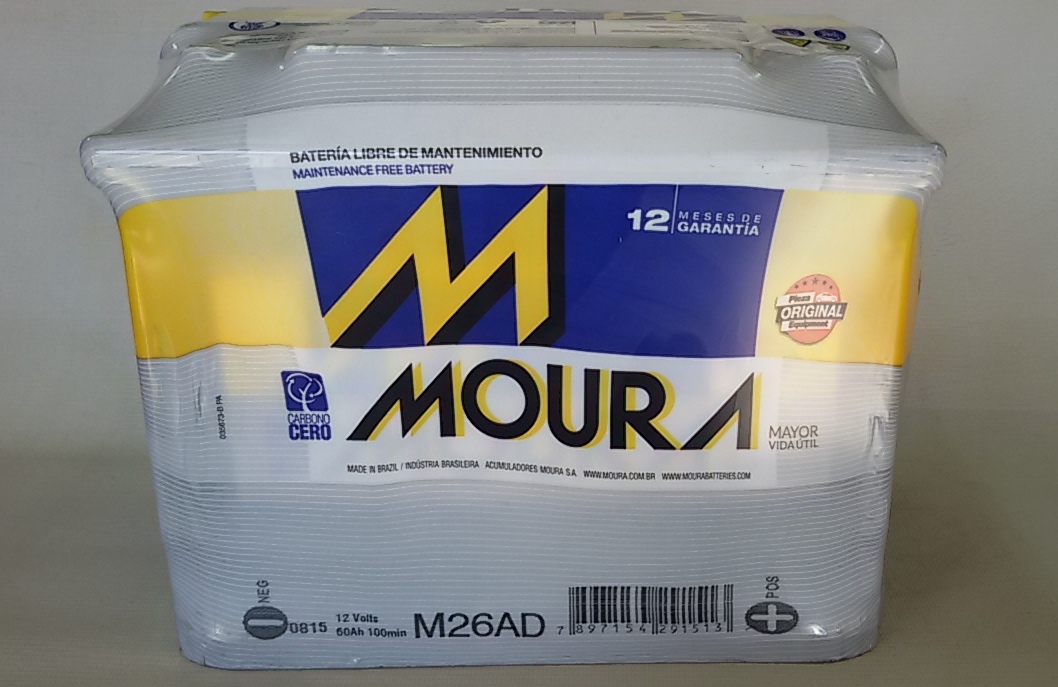 BATERÍA LIBRE DE MANTENIMIENTO
MAINTENANCE FREE BATTERY
12 MESES DE GARANTÍA
Pieza
ORIGINAL
Equipment
MOURA
CARBONO
CERO
MAYOR
VIDA ÚTIL
035673-B PA
MADE IN BRAZIL / INDÚSTRIA BRASILEIRA ACUMULADORES MOURA S.A. WWW.MOURA.COM.BR WWW.MOURABATTERIES.COM
NEG
POS
0815
12 Volts
60Ah 100min
M26AD
7 897154 291513